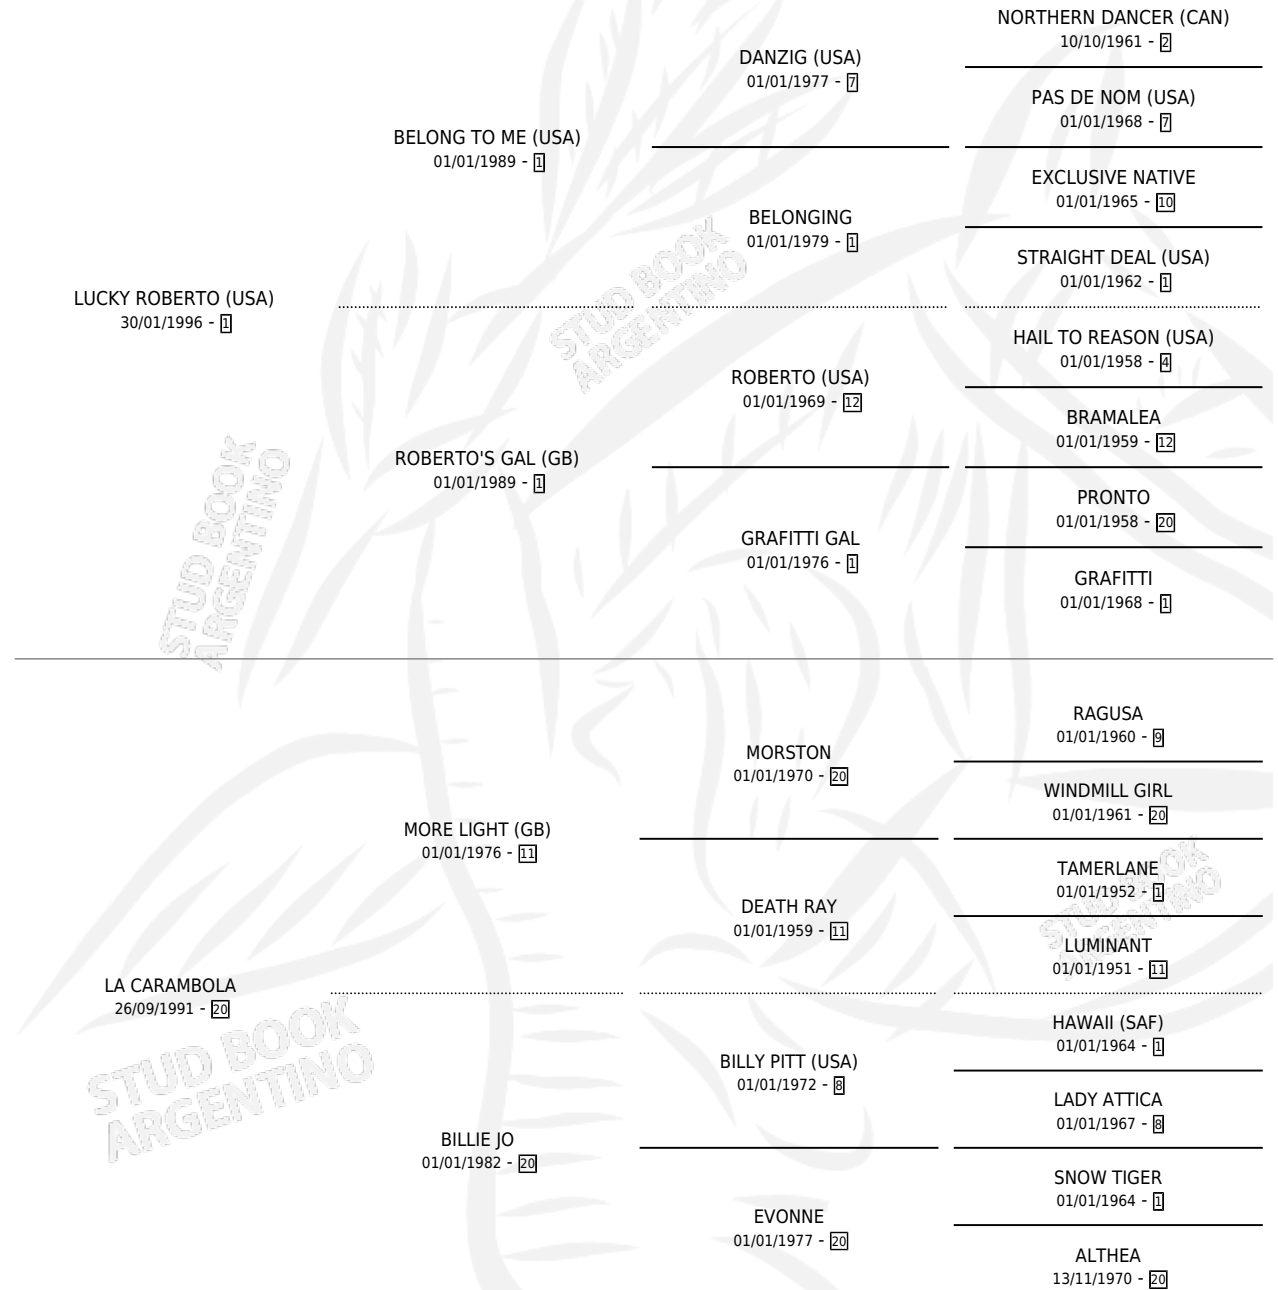 NORTHERN DANCER (CAN)
10/10/1961 - 2
DANZIG (USA)
01/01/1977 - 7
PAS DE NOM (USA)
01/01/1968 - 7
BELONG TO ME (USA)
01/01/1989 - 1
EXCLUSIVE NATIVE
01/01/1965 - 10
BELONGING
01/01/1979 - 1
STRAIGHT DEAL (USA)
01/01/1962 - 1
LUCKY ROBERTO (USA)
30/01/1996 - 1
HAIL TO REASON (USA)
01/01/1958 - 4
ROBERTO (USA)
01/01/1969 - 12
BRAMALEA
01/01/1959 - 12
ROBERTO'S GAL (GB)
01/01/1989 - 1
PRONTO
01/01/1958 - 20
GRAFITTI GAL
01/01/1976 - 1
GRAFITTI
01/01/1968 - 1
STUD BOOK
ARGENTINO
STUD BOOK
ARGENTINO
RAGUSA
01/01/1960 - 9
MORSTON
01/01/1970 - 20
WINDMILL GIRL
01/01/1961 - 20
MORE LIGHT (GB)
01/01/1976 - 11
TAMERLANE
01/01/1952 - 1
DEATH RAY
01/01/1959 - 11
LUMINANT
01/01/1951 - 11
LA CARAMBOLA
26/09/1991 - 20
HAWAII (SAF)
01/01/1964 - 1
BILLY PITT (USA)
01/01/1972 - 8
LADY ATTICA
01/01/1967 - 8
BILLIE JO
01/01/1982 - 20
SNOW TIGER
01/01/1964 - 1
EVONNE
01/01/1977 - 20
ALTHEA
13/11/1970 - 20
STUD BOOK
ARGENTINO
STUD BOOK
ARGENTINO